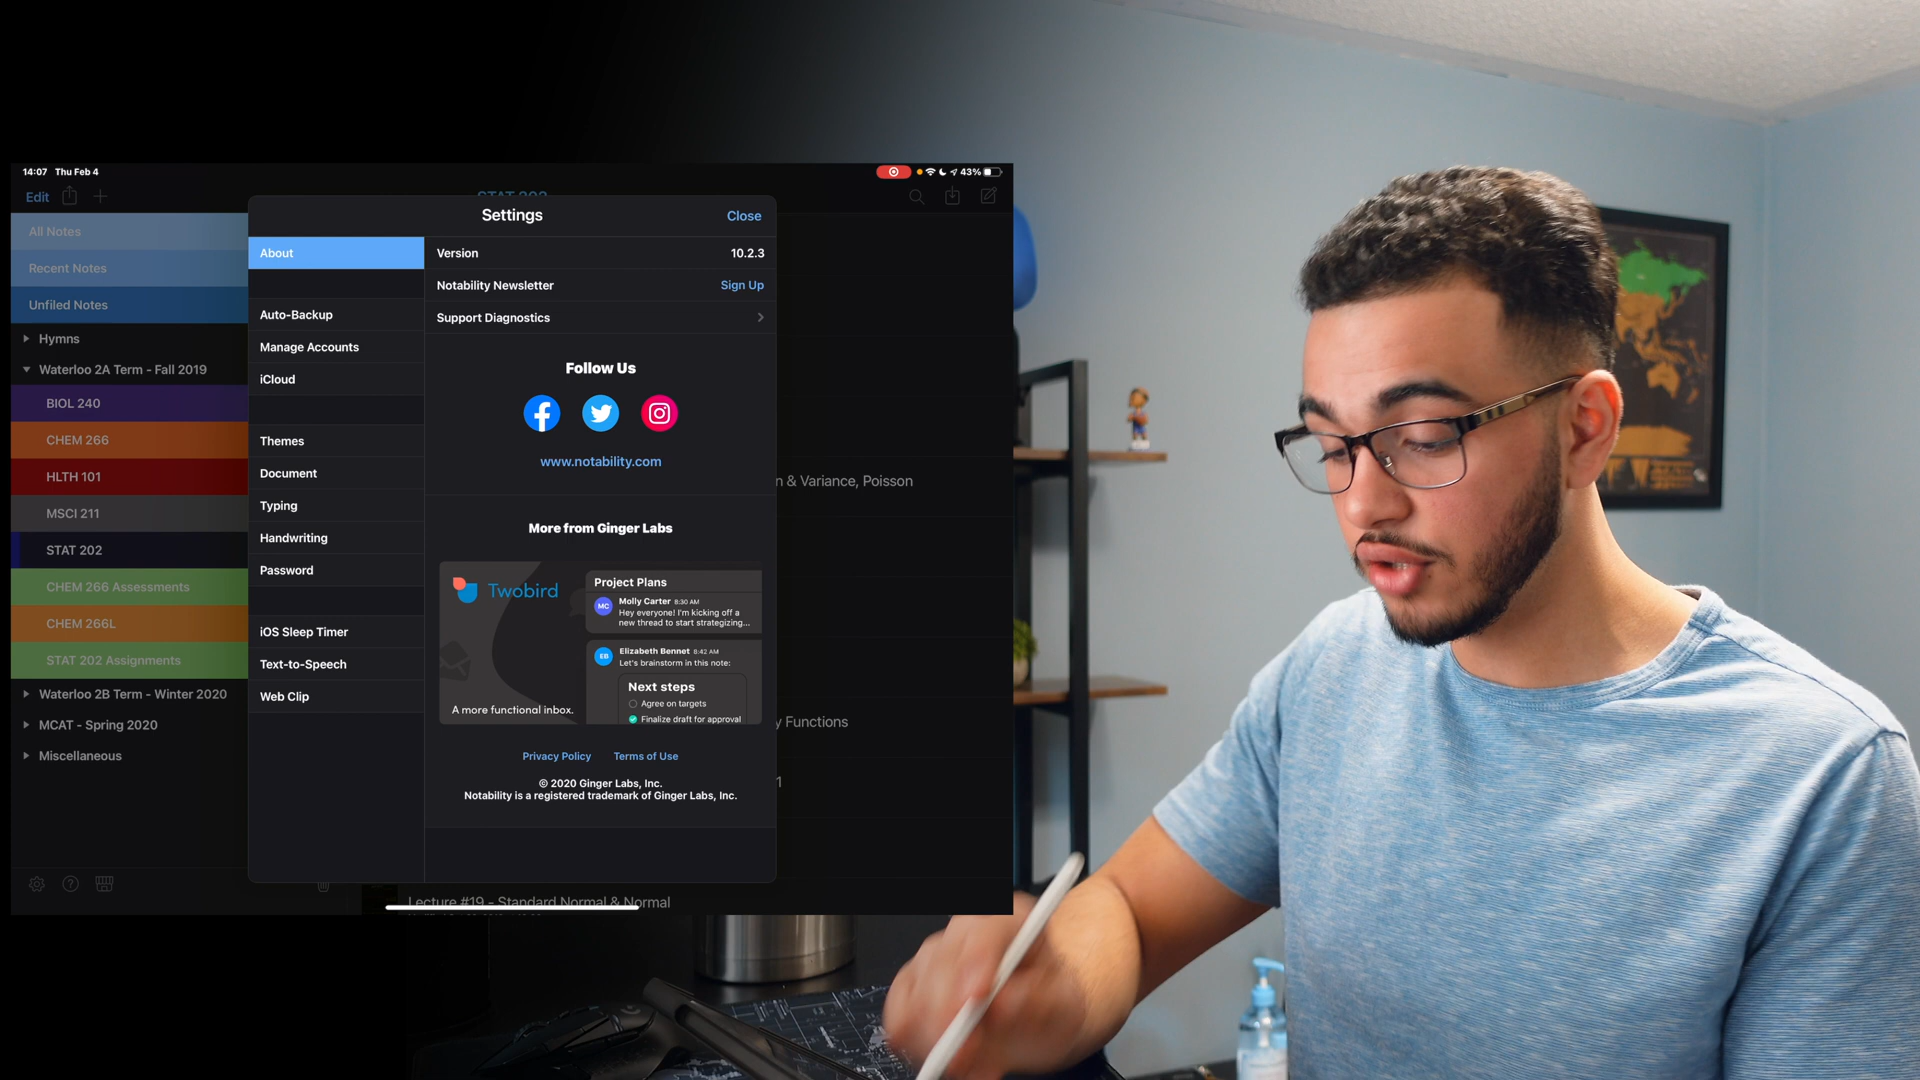 14:07 Thu Feb 4
43%
Edit
STAT 202
Settings
Close
All Notes
Recent Notes
Unfiled Notes
Hymns
Waterloo 2A Term - Fall 2019
BIOL 240
CHEM 266
HLTH 101
MSCI 211
STAT 202
CHEM 266 Assessments
CHEM 266L
STAT 202 Assignments
Waterloo 2B Term - Winter 2020
MCAT - Spring 2020
Miscellaneous
About
Auto-Backup
Manage Accounts
iCloud
Themes
Document
Typing
Handwriting
Password
iOS Sleep Timer
Text-to-Speech
Web Clip
Version 10.2.3
Notability Newsletter Sign Up
Support Diagnostics
Follow Us
www.notability.com
More from Ginger Labs
Twobird
A more functional inbox.
Project Plans
MC
Molly Carter 8:30 AM
Hey everyone! I'm kicking off a
new thread to start strategizing...
EB
Elizabeth Bennet 8:42 AM
Let's brainstorm in this note:
Next steps
Agree on targets
Finalize draft for approval
Privacy Policy Terms of Use
© 2020 Ginger Labs, Inc.
Notability is a registered trademark of Ginger Labs, Inc.
n & Variance, Poisson
y Functions
1
Lecture #19 - Standard Normal & Normal